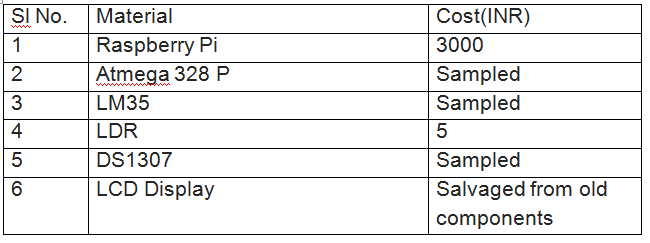 Sl No. Material Cost(INR)
1 Raspberry Pi 3000
2 Atmega 328 P Sampled
3 LM35 Sampled
4 LDR 5
5 DS1307 Sampled
6 LCD Display Salvaged from old
components